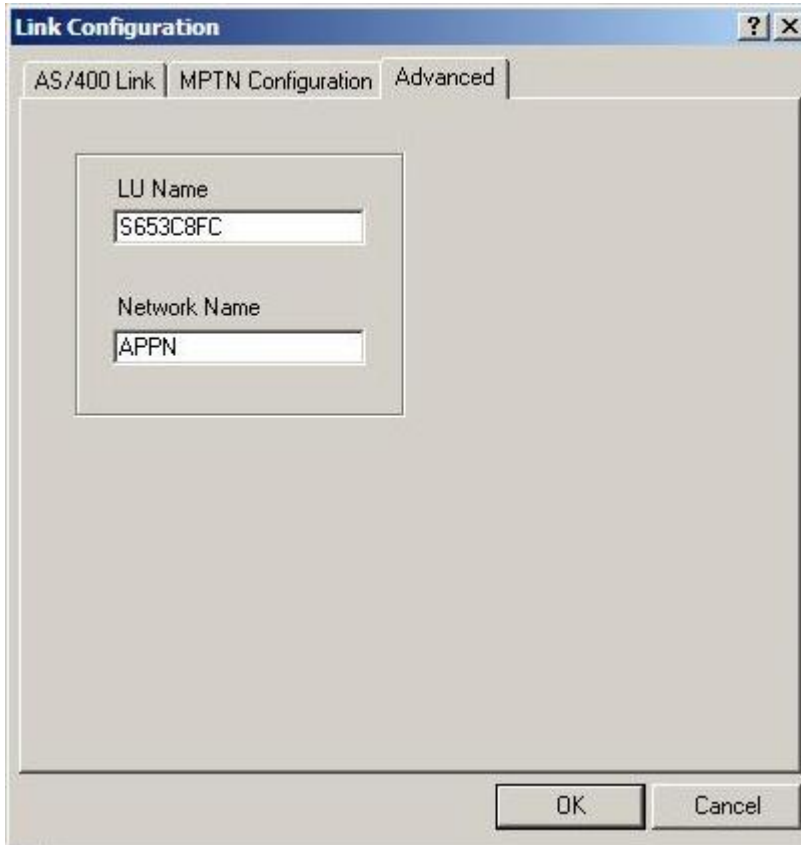 Link Configuration
? X
AS/400 Link MPTN Configuration Advanced
LU Name
S653C8FC
Network Name
APPN
OK Cancel